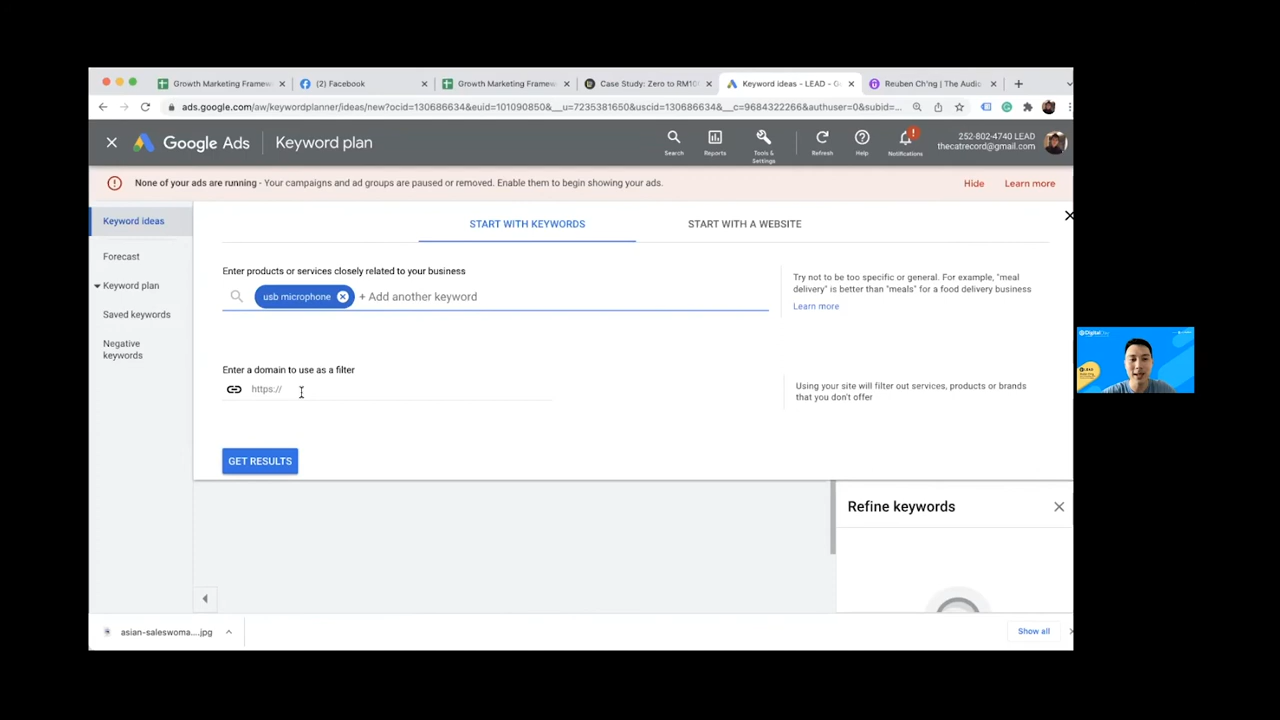 Growth Marketing Framew
(2) Facebook
Growth Marketing Framew
Case Study: Zero to RM10
Keyword ideas - LEAD - G
Reuben Ch'ng | The Audic
ads.google.com/aw/keywordplanner/ideas/new?ocid=130686634&euid=101090850&__u=7235381650&uscid=130686634&__c=9684322266&authuser=0&subid=...
Google Ads
Keyword plan
Search
Reports
Tools &
Settings
Refresh
Help
Notifications
252-802-4740 LEAD
thecatrecord@gmail.com
None of your ads are running - Your campaigns and ad groups are paused or removed. Enable them to begin showing your ads.
Hide
Learn more
Keyword ideas
Forecast
Keyword plan
Saved keywords
Negative
keywords
START WITH KEYWORDS
START WITH A WEBSITE
Enter products or services closely related to your business
usb microphone
+ Add another keyword
Try not to be too specific or general. For example, "meal
delivery" is better than "meals" for a food delivery business
Learn more
Enter a domain to use as a filter
https://
Using your site will filter out services, products or brands
that you don't offer
GET RESULTS
Refine keywords
asian-saleswoma....jpg
Show all